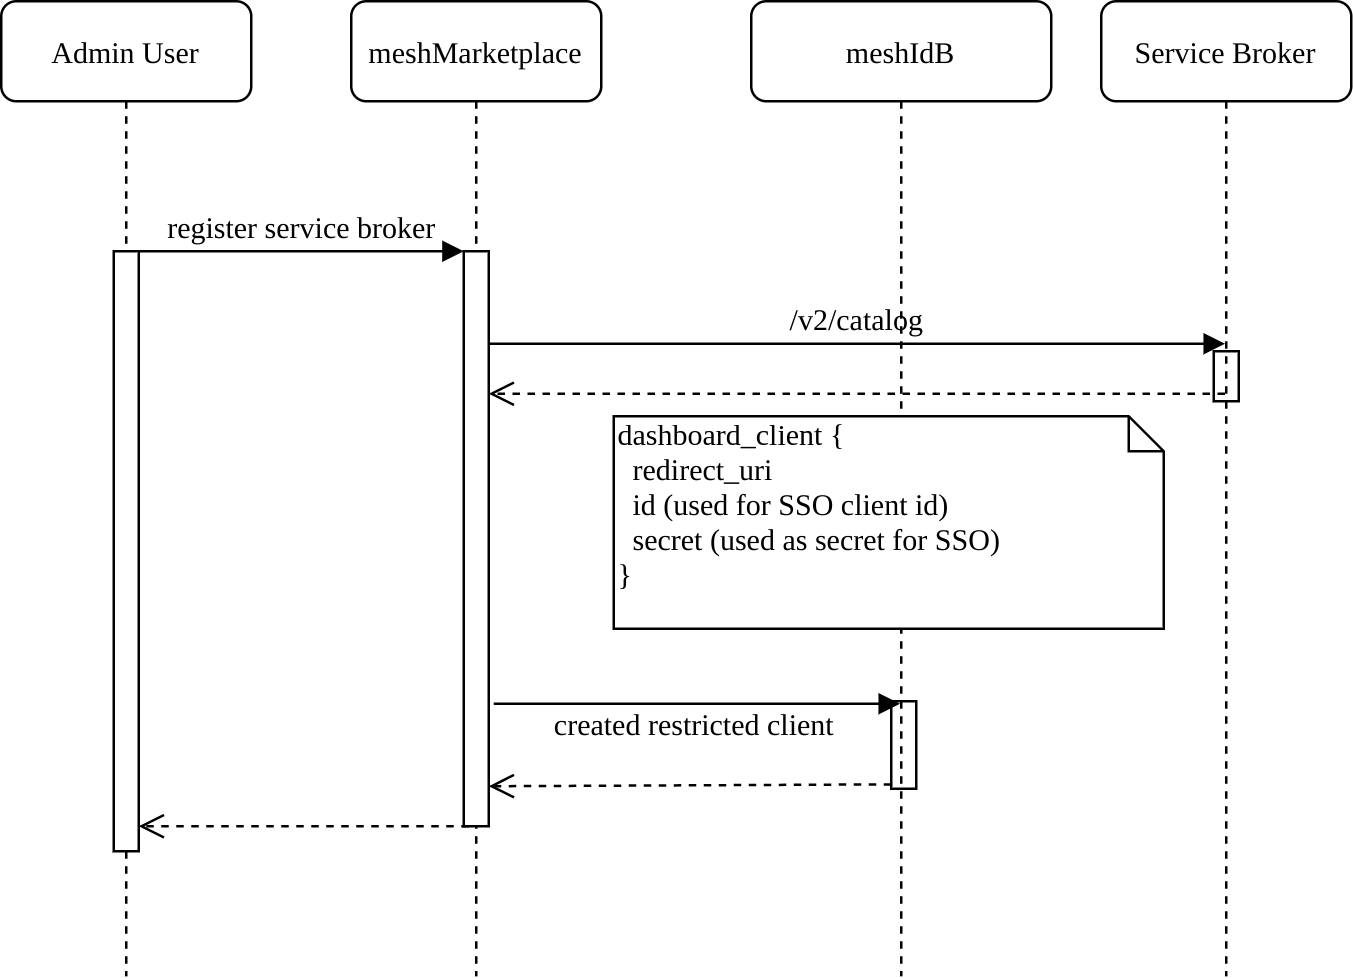 Admin User
meshMarketplace
meshIdB
Service Broker
register service broker
/v2/catalog
dashboard_client {
redirect_uri
id (used for SSO client id)
secret (used as secret for SSO)
}
created restricted client